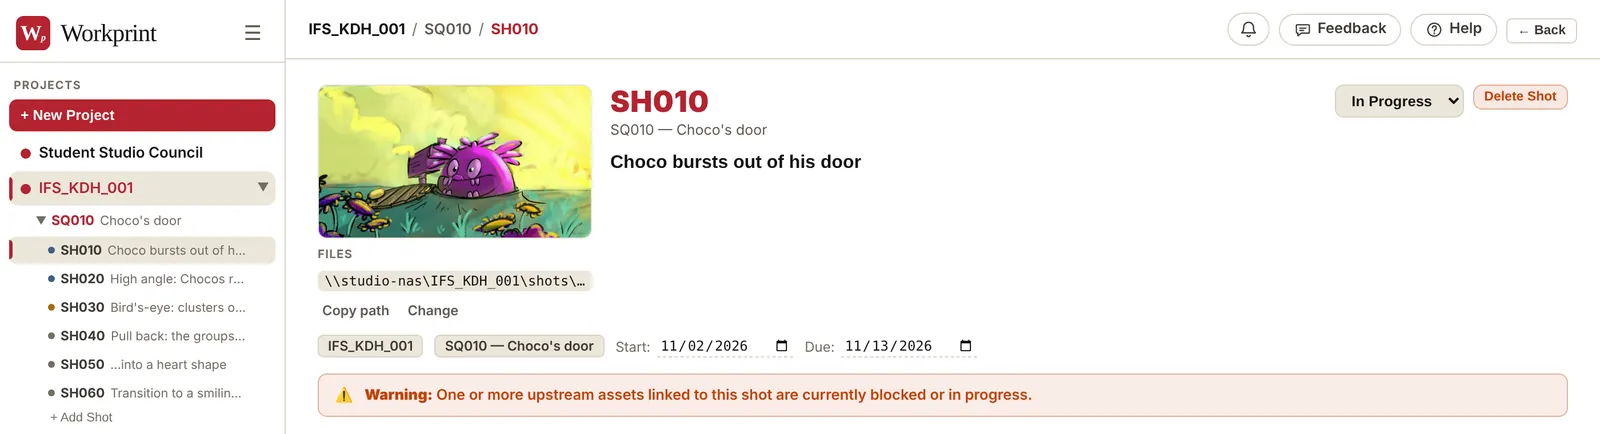 Wp Workprint ☰
PROJECTS
+ New Project
Student Studio Council
IFS_KDH_001
SQ010 Choco's door
SH010 Choco bursts out of h...
SH020 High angle: Chocos r...
SH030 Bird's-eye: clusters o...
SH040 Pull back: the groups...
SH050 ...into a heart shape
SH060 Transition to a smilin...
+ Add Shot
IFS_KDH_001 / SQ010 / SH010
Feedback
Help
← Back
SH010
SQ010 — Choco's door
Choco bursts out of his door
In Progress
Delete Shot
FILES
\\studio-nas\IFS_KDH_001\shots\…
Copy path Change
IFS_KDH_001 SQ010 — Choco's door Start: 11/02/2026 Due: 11/13/2026
⚠️ Warning: One or more upstream assets linked to this shot are currently blocked or in progress.